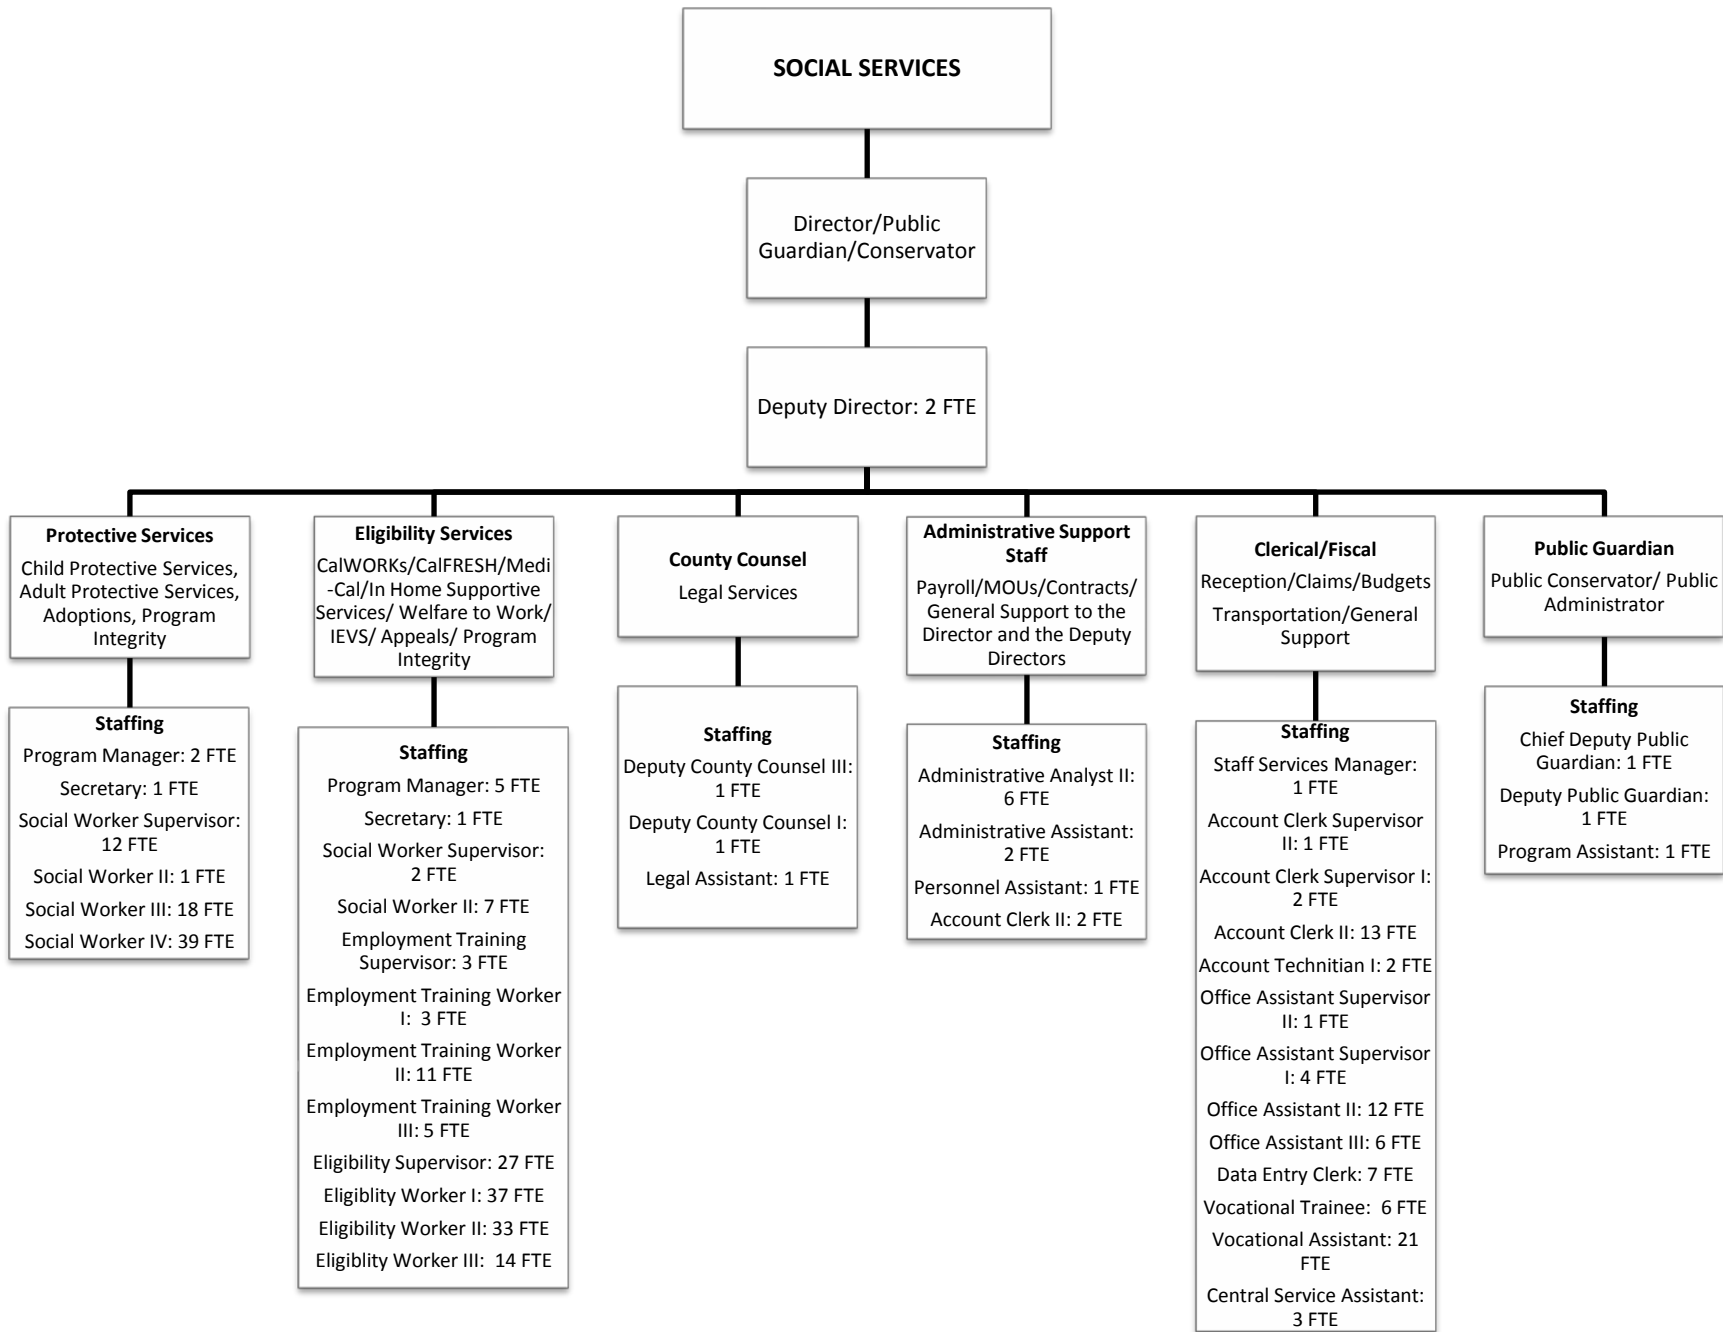 SOCIAL SERVICES
Director/Public
Guardian/Conservator
Deputy Director: 2 FTE
Protective Services
Child Protective Services,
Adult Protective Services,
Adoptions, Program
Integrity
Staffing
Program Manager: 2 FTE
Secretary: 1 FTE
Social Worker Supervisor:
12 FTE
Social Worker II: 1 FTE
Social Worker III: 18 FTE
Social Worker IV: 39 FTE
Eligibility Services
CalWORKs/CalFRESH/Medi
-Cal/In Home Supportive
Services/ Welfare to Work/
IEVS/ Appeals/ Program
Integrity
Staffing
Program Manager: 5 FTE
Secretary: 1 FTE
Social Worker Supervisor:
2 FTE
Social Worker II: 7 FTE
Employment Training
Supervisor: 3 FTE
Employment Training Worker
I:  3 FTE
Employment Training Worker
II: 11 FTE
Employment Training Worker
III: 5 FTE
Eligibility Supervisor: 27 FTE
Eligiblity Worker I: 37 FTE
Eligibility Worker II: 33 FTE
Eligiblity Worker III:  14 FTE
County Counsel
Legal Services
Staffing
Deputy County Counsel III:
1 FTE
Deputy County Counsel I:
1 FTE
Legal Assistant: 1 FTE
Administrative Support
Staff
Payroll/MOUs/Contracts/
General Support to the
Director and the Deputy
Directors
Staffing
Administrative Analyst II:
6 FTE
Administrative Assistant:
2 FTE
Personnel Assistant: 1 FTE
Account Clerk II: 2 FTE
Clerical/Fiscal
Reception/Claims/Budgets
Transportation/General
Support
Staffing
Staff Services Manager:
1 FTE
Account Clerk Supervisor
II: 1 FTE
Account Clerk Supervisor I:
2 FTE
Account Clerk II: 13 FTE
Account Technitian I: 2 FTE
Office Assistant Supervisor
II: 1 FTE
Office Assistant Supervisor
I: 4 FTE
Office Assistant II: 12 FTE
Office Assistant III: 6 FTE
Data Entry Clerk: 7 FTE
Vocational Trainee:  6 FTE
Vocational Assistant: 21
FTE
Central Service Assistant:
3 FTE
Public Guardian
Public Conservator/ Public
Administrator
Staffing
Chief Deputy Public
Guardian: 1 FTE
Deputy Public Guardian:
1 FTE
Program Assistant: 1 FTE